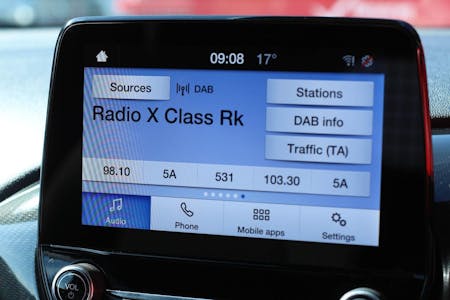 09:08 17°
Sources DAB Stations
Radio X Class Rk
DAB info
Traffic (TA)
98.10 5A 531 103.30 5A
Audio Phone Mobile apps Settings
VOL